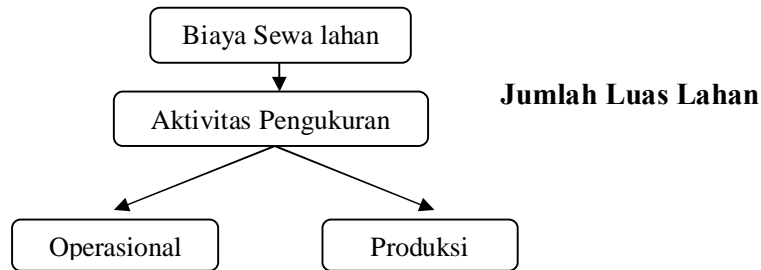 Biaya Sewa lahan
Jumlah Luas Lahan
Aktivitas Pengukuran
Operasional
Produksi